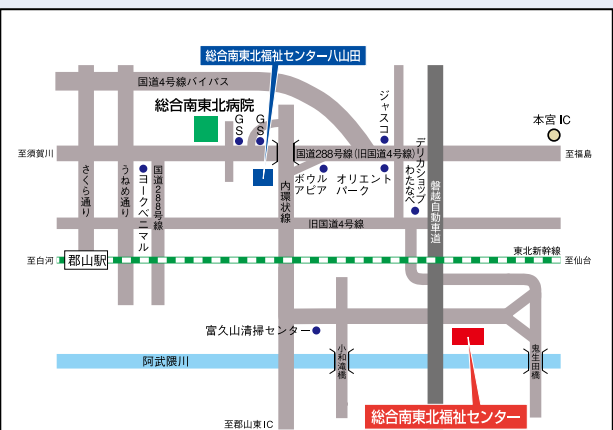 総合南東北福祉センター八山田
国道4号線バイパス
総合南東北病院
GS
GS
ジャスコ
本宮IC
至須賀川
国道288号線(旧国道4号線)
至福島
さくら通り
うねめ通り
ヨークベニマル
国道288号線
内環状線
ボウルアピア
オリエントパーク
デリカショップわたなべ
磐越自動車道
旧国道4号線
東北新幹線
至白河
郡山駅
至仙台
富久山清掃センター
小和滝橋
鬼生田橋
阿武隈川
至郡山東IC
総合南東北福祉センター